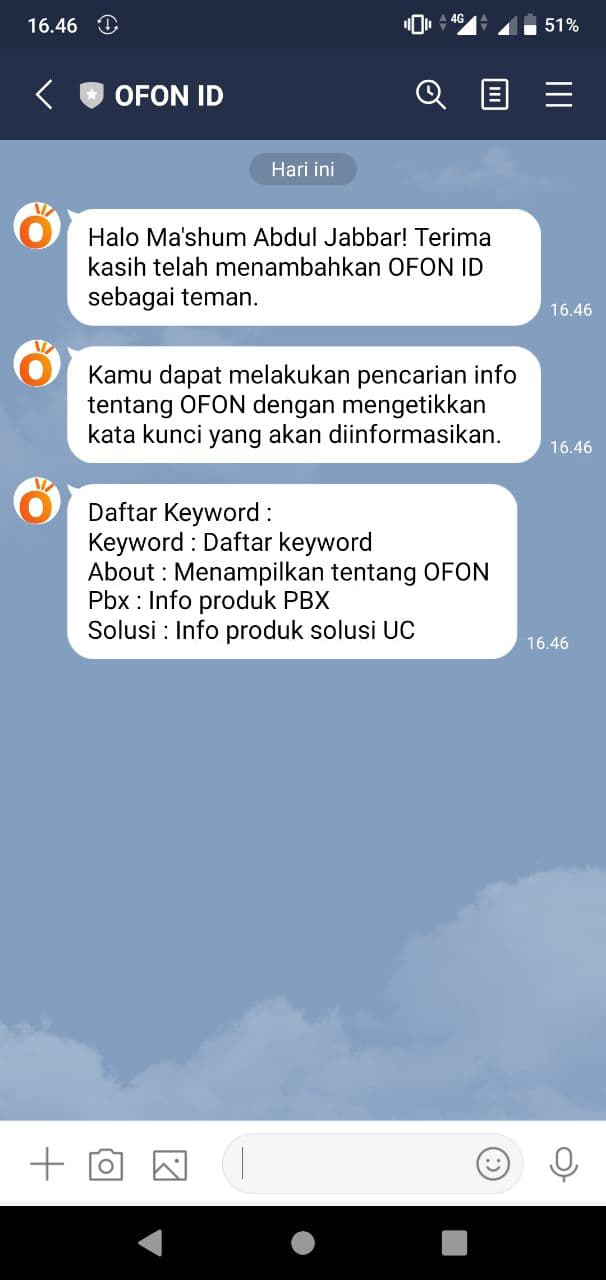 16.46
4G
51%
OFON ID
Hari ini
Halo Ma'shum Abdul Jabbar! Terima
kasih telah menambahkan OFON ID
sebagai teman.
16.46
Kamu dapat melakukan pencarian info
tentang OFON dengan mengetikkan
kata kunci yang akan diinformasikan.
16.46
Daftar Keyword :
Keyword : Daftar keyword
About : Menampilkan tentang OFON
Pbx : Info produk PBX
Solusi : Info produk solusi UC
16.46